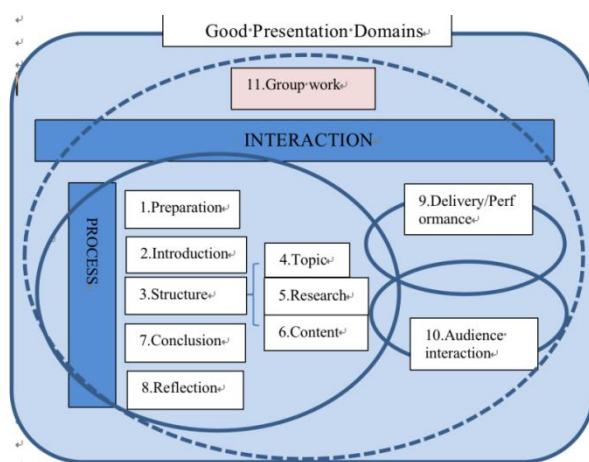 Good Presentation Domains
11.Group work
INTERACTION
PROCESS
1.Preparation
2.Introduction
3.Structure
4.Topic
5.Research
6.Content
7.Conclusion
8.Reflection
9.Delivery/Perf
ormance
10.Audience
interaction